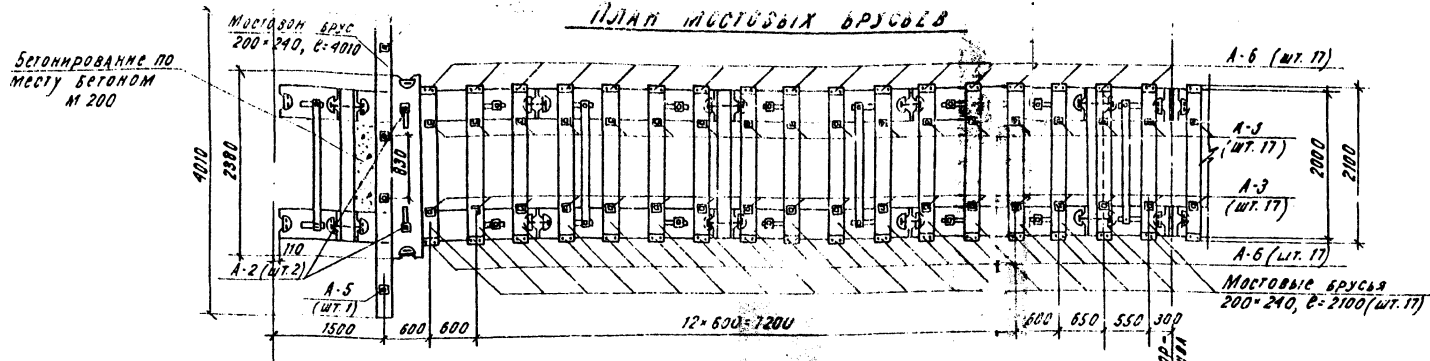 ПЛАН МОСТОВЫХ БРУСЬЕВ
Мостовой брус
200×240, ℓ=4010
Бетонирование по
месту бетоном
М 200
А-6 (шт. 17)
А-3
(шт. 17)
А-3
(шт. 17)
А-6 (шт. 17)
Мостовые брусья
200×240, ℓ=2100 (шт. 17)
4010
2380
830
2000
2100
110
А-2 (шт. 2)
А-5
(шт. 1)
1500
600
600
12×600=7200
600
650
550
300